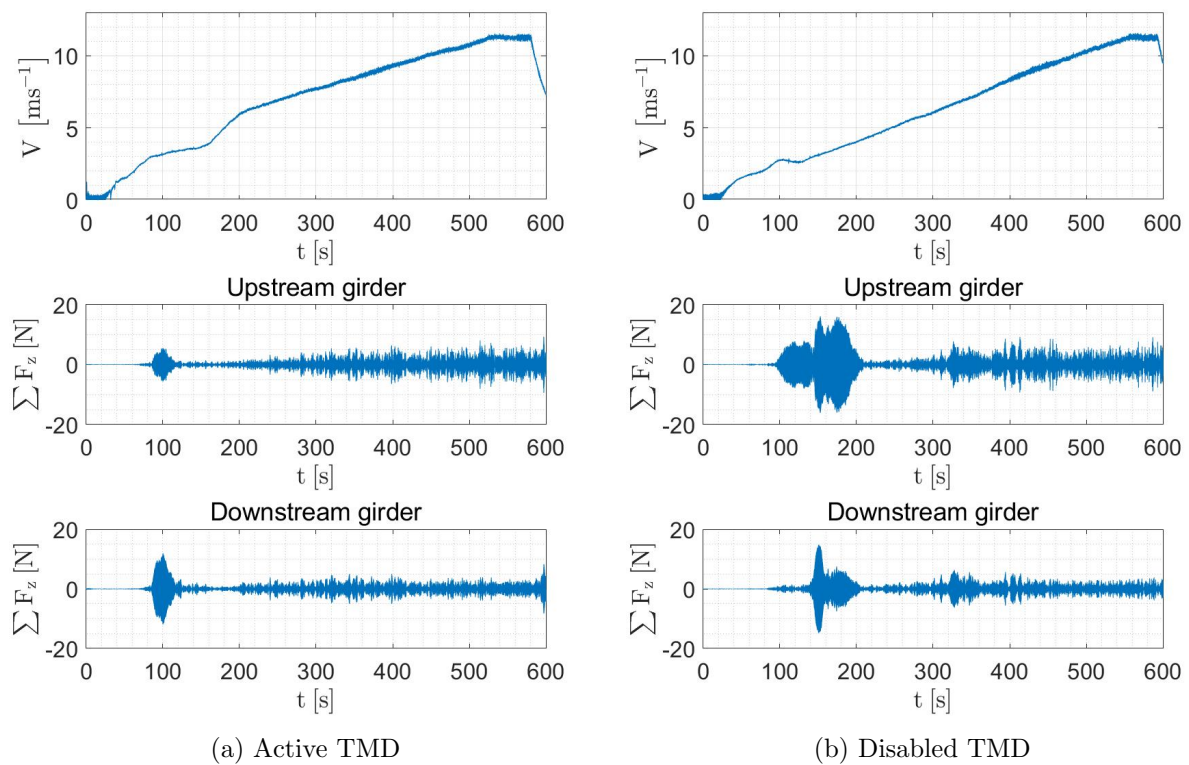 10
5
0
V [ms⁻¹]
0 100 200 300 400 500 600
t [s]
Upstream girder
20
0
-20
∑ F_z [N]
0 100 200 300 400 500 600
t [s]
Downstream girder
20
0
-20
∑ F_z [N]
0 100 200 300 400 500 600
t [s]
(a) Active TMD
10
5
0
V [ms⁻¹]
0 100 200 300 400 500 600
t [s]
Upstream girder
20
0
-20
∑ F_z [N]
0 100 200 300 400 500 600
t [s]
Downstream girder
20
0
-20
∑ F_z [N]
0 100 200 300 400 500 600
t [s]
(b) Disabled TMD